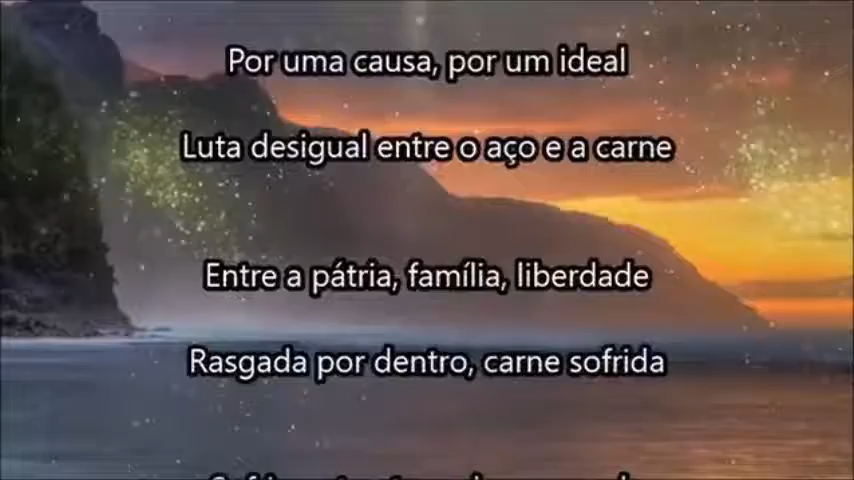 Por uma causa, por um ideal
Luta desigual entre o aço e a carne
Entre a pátria, família, liberdade
Rasgada por dentro, carne sofrida